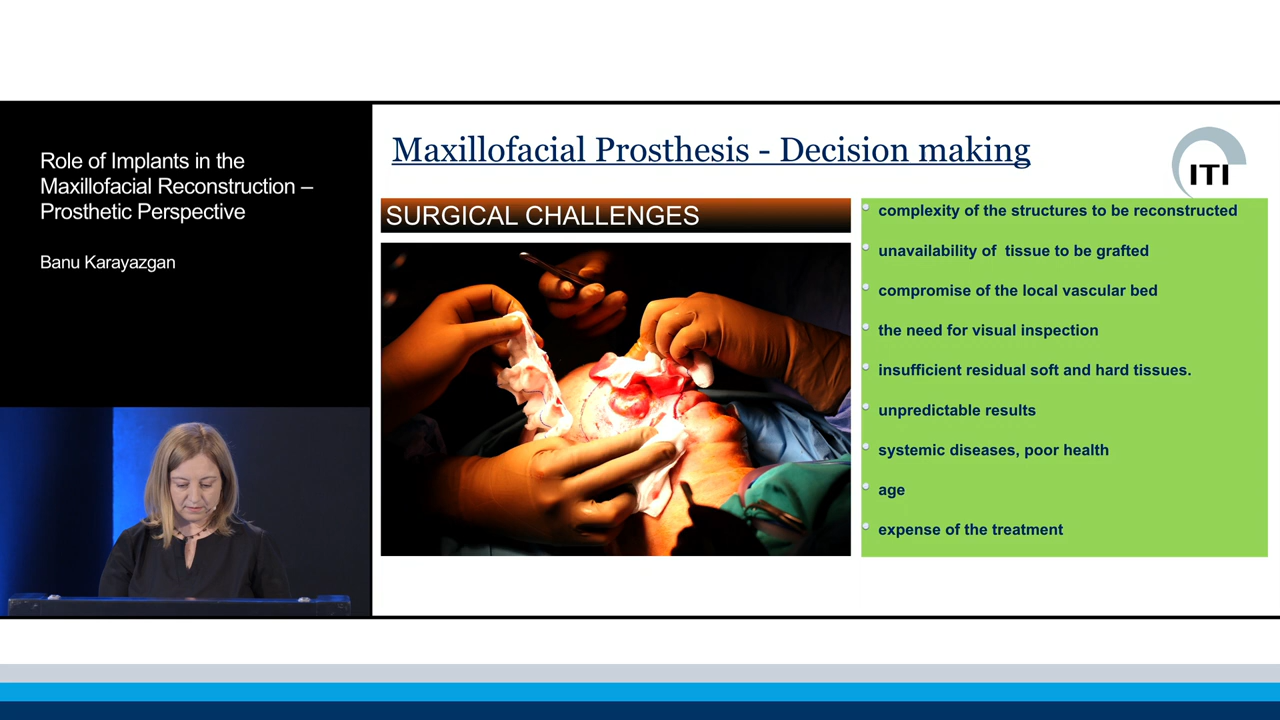 Role of Implants in the
Maxillofacial Reconstruction –
Prosthetic Perspective
Banu Karayazgan
Maxillofacial Prosthesis - Decision making
ITI
SURGICAL CHALLENGES
complexity of the structures to be reconstructed
unavailability of  tissue to be grafted
compromise of the local vascular bed
the need for visual inspection
insufficient residual soft and hard tissues.
unpredictable results
systemic diseases, poor health
age
expense of the treatment